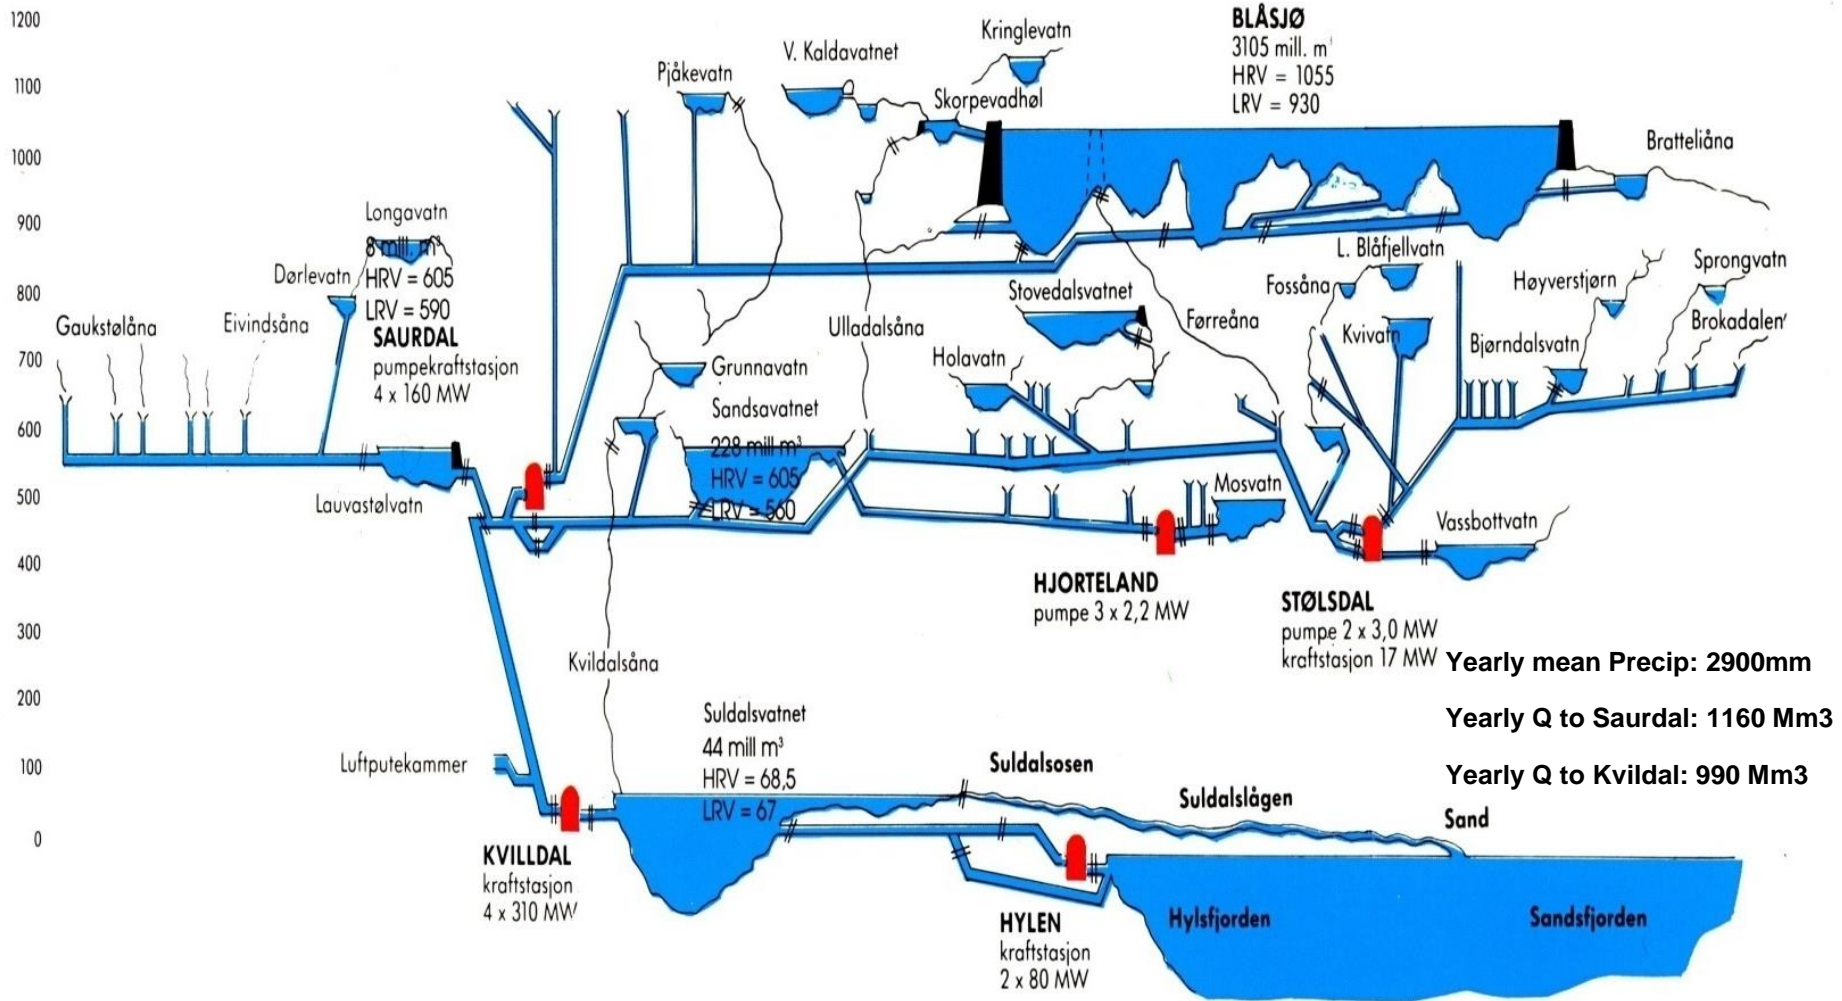 1200
1100
1000
900
800
700
600
500
400
300
200
100
0
BLÅSJØ
3105 mill. m³
HRV = 1055
LRV = 930
Kringlevatn
V. Kaldavatnet
Pjåkevatn
Skorpevadhøl
Bratteliåna
Longavatn
8 mill. m³
HRV = 605
LRV = 590
SAURDAL
pumpekraftstasjon
4 x 160 MW
Dørlevatn
Gaukstølåna
Eivindsåna
Lauvastølvatn
Grunnavatn
Sandsavatnet
228 mill m³
HRV = 605
LRV = 560
Ulladalsåna
Stovedalsvatnet
Holavatn
Førreåna
L. Blåfjellvatn
Fossåna
Kvivatn
Høyverstjørn
Sprongvatn
Bjørndalsvatn
Brokadalen
Mosvatn
Vassbottvatn
HJORTELAND
pumpe 3 x 2,2 MW
STØLSDAL
pumpe 2 x 3,0 MW
kraftstasjon 17 MW
Yearly mean Precip: 2900mm
Yearly Q to Saurdal: 1160 Mm3
Yearly Q to Kvildal: 990 Mm3
Kvildalsåna
Luftputekammer
Suldalsvatnet
44 mill m³
HRV = 68,5
LRV = 67
Suldalsosen
Suldalslågen
Sand
KVILLDAL
kraftstasjon
4 x 310 MW
HYLEN
kraftstasjon
2 x 80 MW
Hylsfjorden
Sandsfjorden